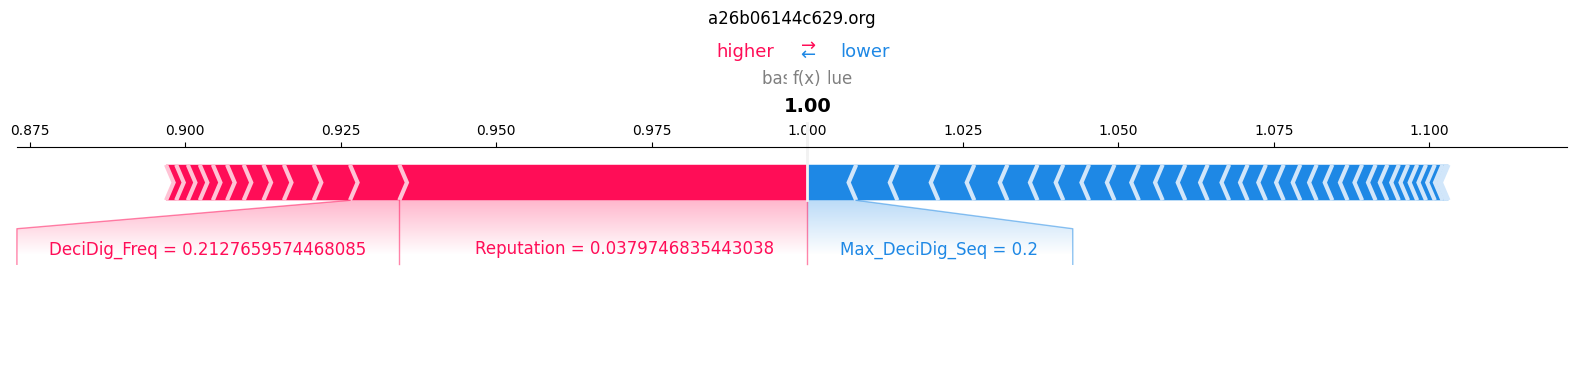 a26b06144c629.org
higher ⇄ lower
f(x)
1.00
0.875 0.900 0.925 0.950 0.975 1.025 1.050 1.075 1.100
DeciDig_Freq = 0.2127659574468085 Reputation = 0.0379746835443038 Max_DeciDig_Seq = 0.2